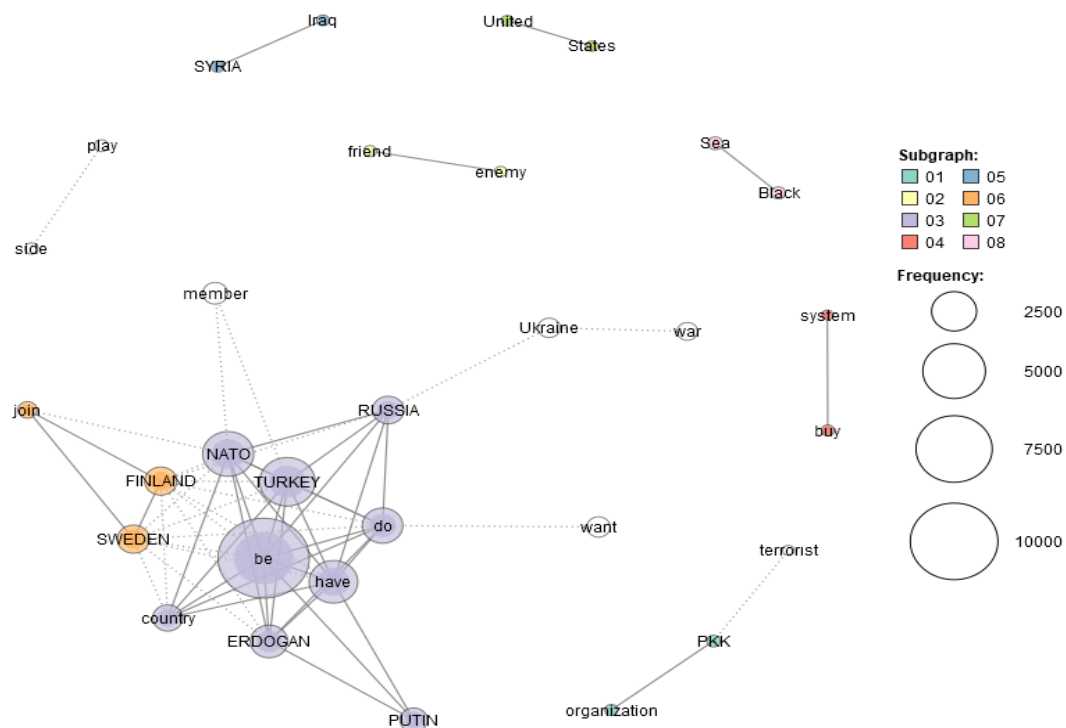 Iraq
United
States
SYRIA
play
friend
enemy
Sea
Black
side
member
Ukraine
war
system
buy
join
RUSSIA
NATO
FINLAND
TURKEY
SWEDEN
do
want
be
have
terrorist
country
ERDOGAN
PKK
PUTIN
organization
Subgraph:
01 05
02 06
03 07
04 08
Frequency:
2500
5000
7500
10000